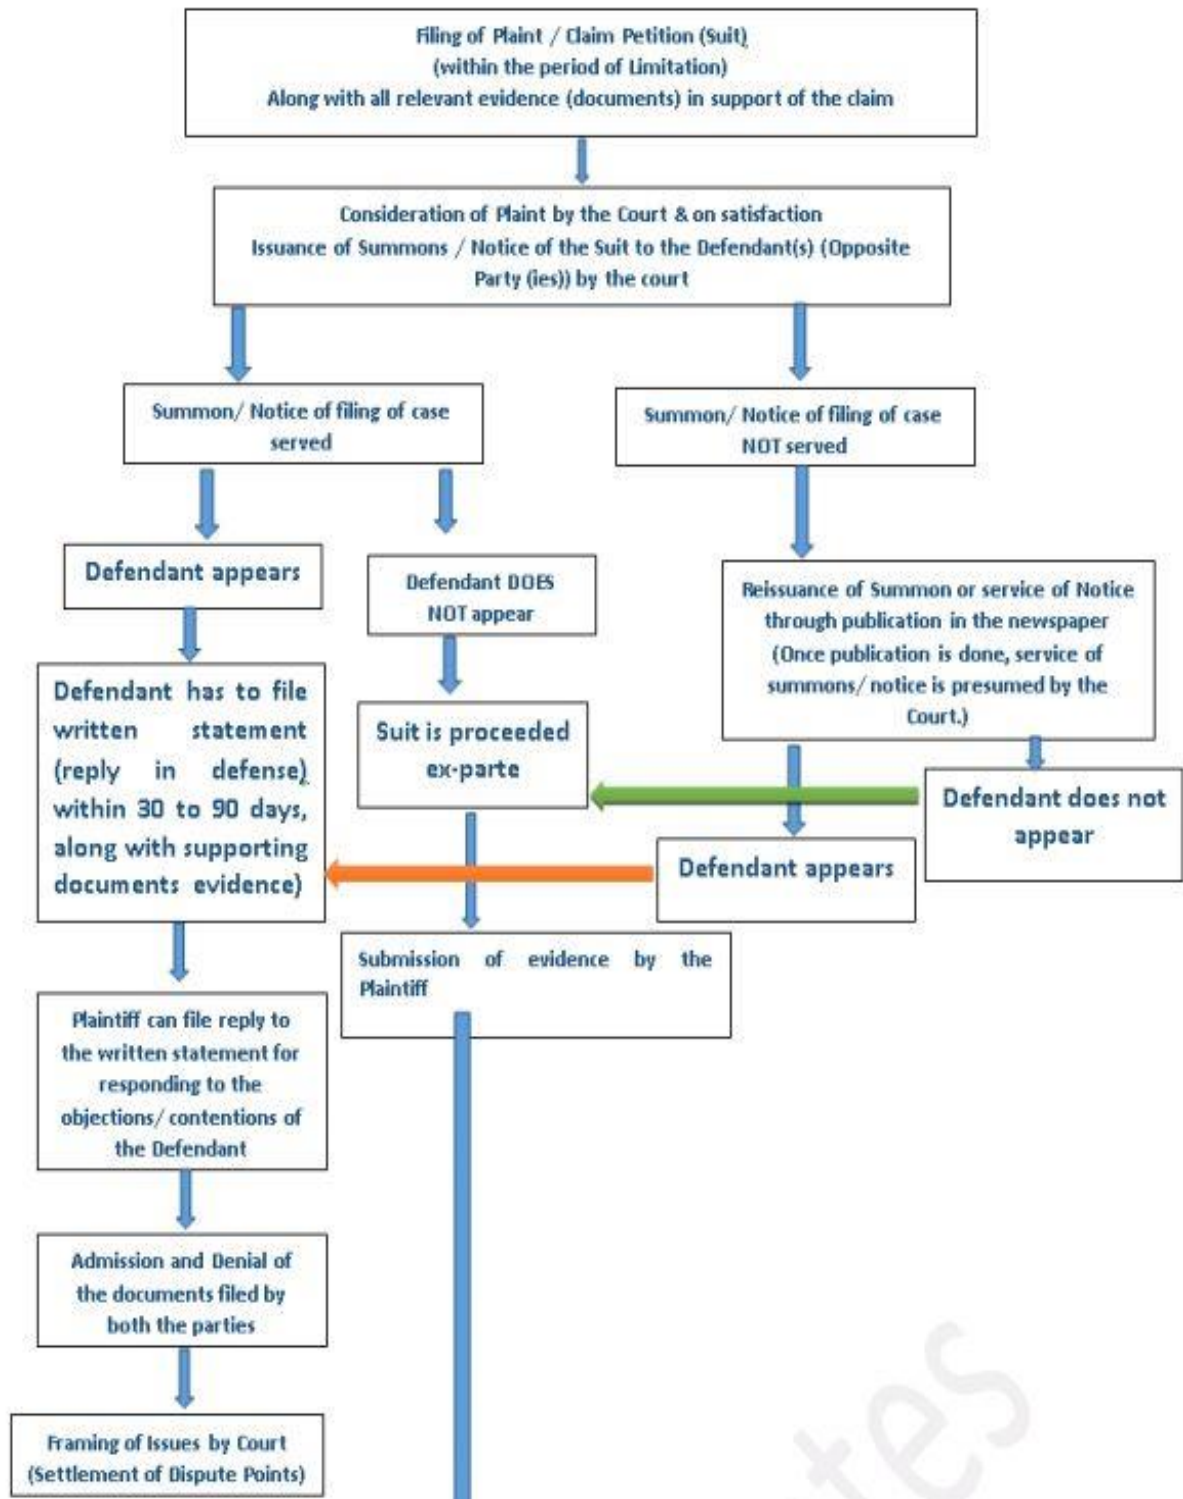 Filing of Plaint / Claim Petition (Suit)
(within the period of Limitation)
Along with all relevant evidence (documents) in support of the claim
Consideration of Plaint by the Court & on satisfaction
Issuance of Summons / Notice of the Suit to the Defendant(s) (Opposite
Party (ies)) by the court
Summon/ Notice of filing of case
served
Summon/ Notice of filing of case
NOT served
Defendant appears
Defendant DOES
NOT appear
Reissuance of Summon or service of Notice
through publication in the newspaper
(Once publication is done, service of
summons/ notice is presumed by the
Court.)
Defendant has to file
written statement
(reply in defense)
within 30 to 90 days,
along with supporting
documents evidence)
Suit is proceeded
ex-parte
Defendant does not
appear
Defendant appears
Submission of evidence by the
Plaintiff
Plaintiff can file reply to
the written statement for
responding to the
objections/ contentions of
the Defendant
Admission and Denial of
the documents filed by
both the parties
Framing of Issues by Court
(Settlement of Dispute Points)